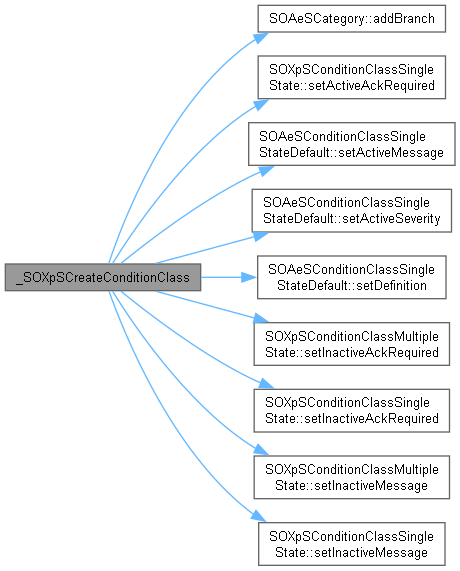 SOAeSCategory::addBranch
SOXpSConditionClassSingle
State::setActiveAckRequired
SOAeSConditionClassSingle
StateDefault::setActiveMessage
SOAeSConditionClassSingle
StateDefault::setActiveSeverity
_SOXpSCreateConditionClass
SOAeSConditionClassSingle
StateDefault::setDefinition
SOXpSConditionClassMultiple
State::setInactiveAckRequired
SOXpSConditionClassSingle
State::setInactiveAckRequired
SOXpSConditionClassMultiple
State::setInactiveMessage
SOXpSConditionClassSingle
State::setInactiveMessage